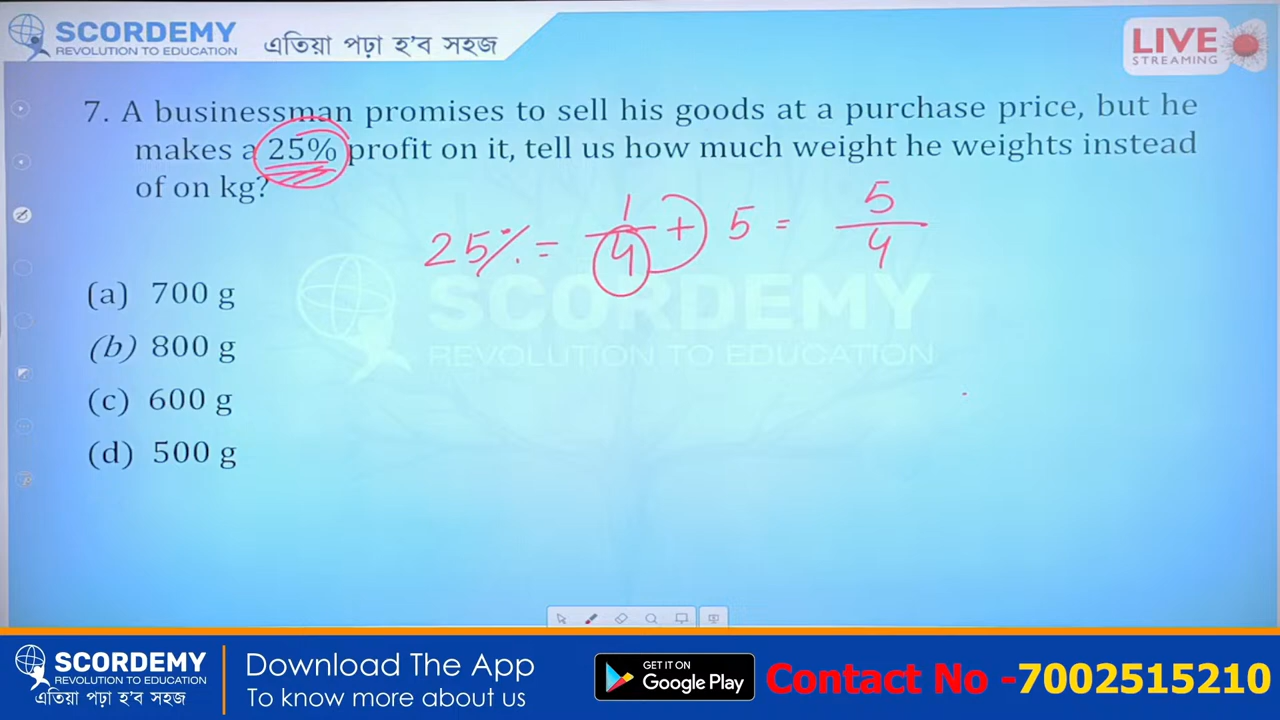 SCORDEMY
REVOLUTION TO EDUCATION
এতিয়া পঢ়া হ'ব সহজ
LIVE
STREAMING
7. A businessman promises to sell his goods at a purchase price, but he
makes a 25% profit on it, tell us how much weight he weights instead
of on kg?
25% = 1/4 + 5 = 5/4
(a) 700 g
(b) 800 g
(c) 600 g
(d) 500 g
SCORDEMY
REVOLUTION TO EDUCATION
SCORDEMY
REVOLUTION TO EDUCATION
এতিয়া পঢ়া হ'ব সহজ
Download The App
To know more about us
GET IT ON
Google Play
Contact No -7002515210